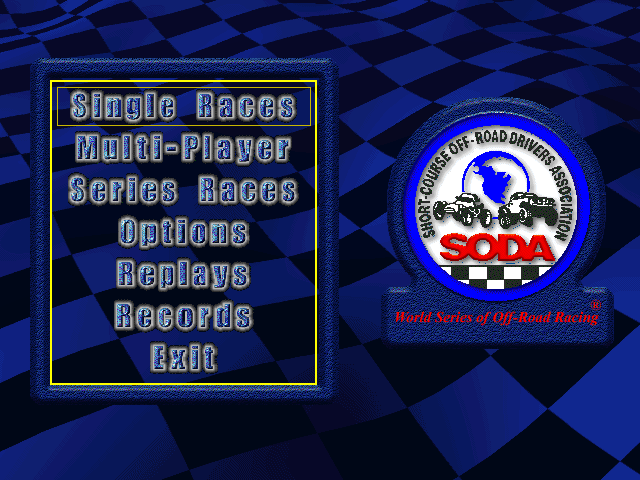 Single Races
Multi-Player
Series Races
Options
Replays
Records
Exit
SHORT-COURSE OFF-ROAD DRIVERS ASSOCIATION
SODA
®
World Series of Off-Road Racing